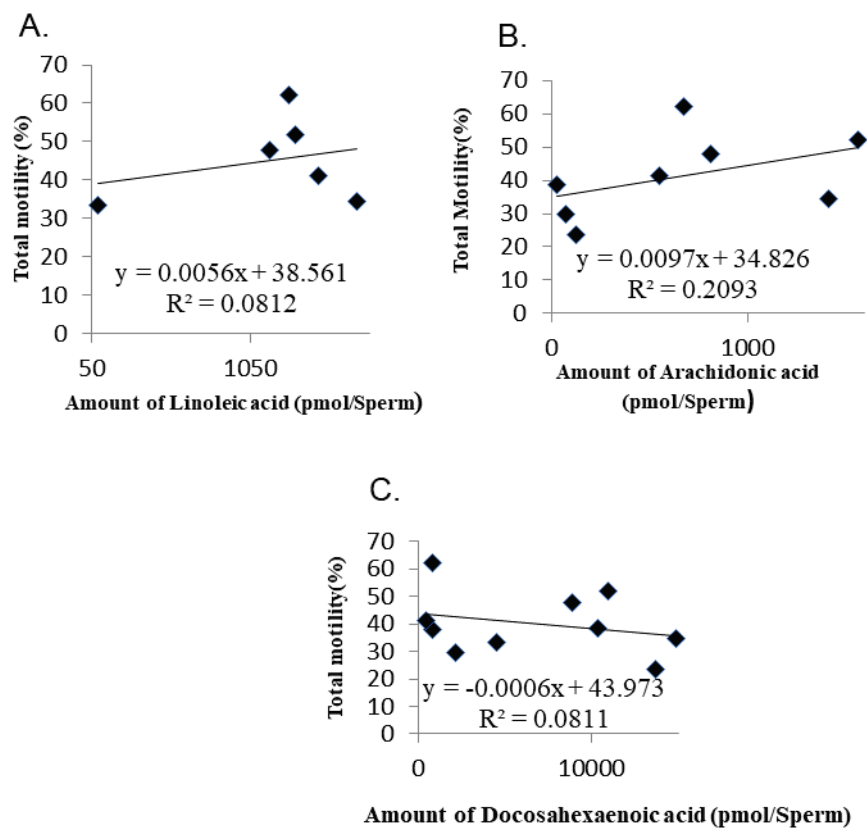 A.
Total motility (%)
70
60
50
40
30
20
10
0
y = 0.0056x + 38.561
R² = 0.0812
50 1050
Amount of Linoleic acid (pmol/Sperm)
B.
Total Motility(%)
70
60
50
40
30
20
10
0
y = 0.0097x + 34.826
R² = 0.2093
0 1000
Amount of Arachidonic acid
(pmol/Sperm)
C.
Total motility(%)
70
60
50
40
30
20
10
0
y = -0.0006x + 43.973
R² = 0.0811
0 10000
Amount of Docosahexaenoic acid (pmol/Sperm)